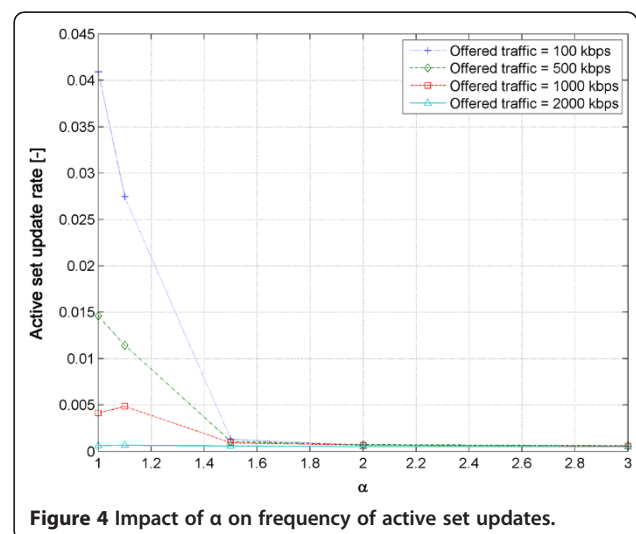 0.045
0.04
0.035
0.03
0.025
0.02
0.015
0.01
0.005
0
Active set update rate [-]
Offered traffic = 100 kbps
Offered traffic = 500 kbps
Offered traffic = 1000 kbps
Offered traffic = 2000 kbps
1 1.2 1.4 1.6 1.8 2 2.2 2.4 2.6 2.8 3
α
Figure 4 Impact of α on frequency of active set updates.